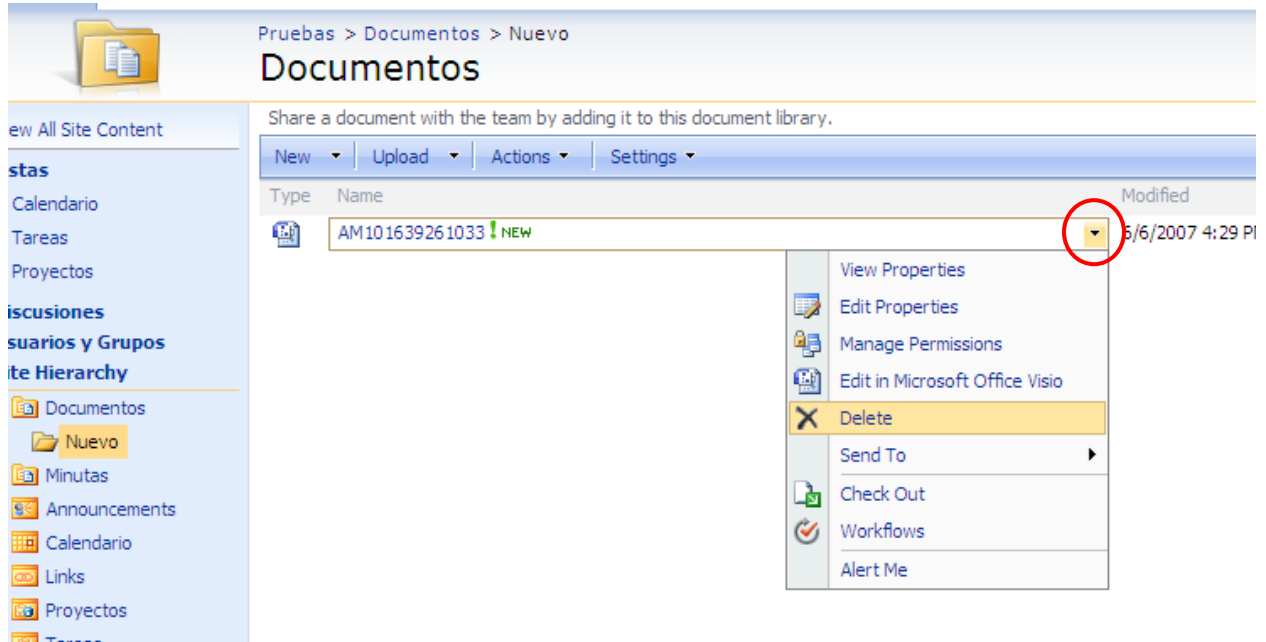 Pruebas > Documentos > Nuevo
Documentos
Share a document with the team by adding it to this document library.
ew All Site Content
stas
Calendario
Tareas
Proyectos
iscusiones
suarios y Grupos
ite Hierarchy
Documentos
Nuevo
Minutas
Announcements
Calendario
Links
Proyectos
Tareas
New Upload Actions Settings
Type Name Modified
AM101639261033 ! NEW 6/6/2007 4:29 P
View Properties
Edit Properties
Manage Permissions
Edit in Microsoft Office Visio
Delete
Send To
Check Out
Workflows
Alert Me